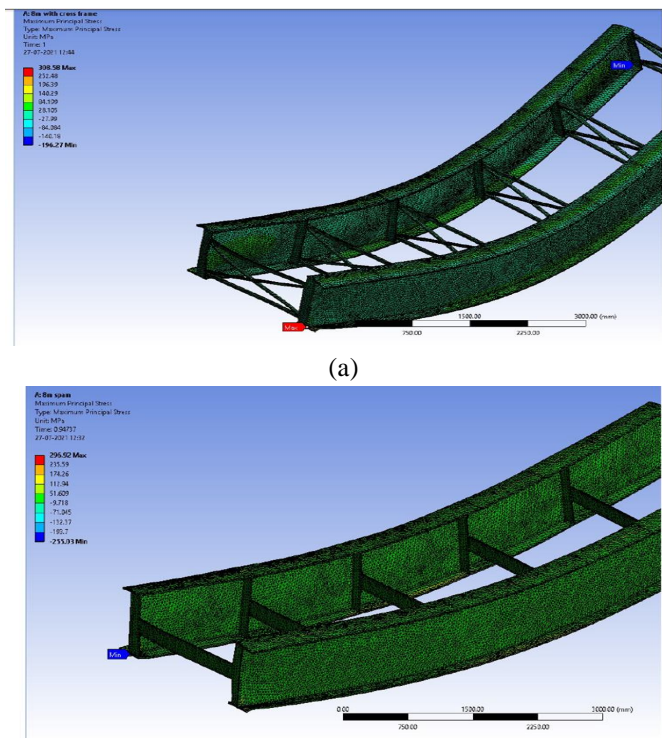 A: 8m with cross frame
Maximum Principal Stress
Type: Maximum Principal Stress
Unit: MPa
Time: 1
27-07-2021 12:44
308.58 Max
252.48
196.39
140.29
84.199
28.105
-27.99
-84.084
-140.18
-196.27 Min
Min
Max
1500.00
3000.00 (mm)
750.00
2250.00
(a)
A: 8m span
Maximum Principal Stress
Type: Maximum Principal Stress
Unit: MPa
Time: 0.94737
27-07-2021 12:32
296.92 Max
235.59
174.26
112.94
51.609
-9.718
-71.045
-132.37
-255.03 Min
Min
0.00
1500.00
3000.00 (mm)
750.00
2250.00